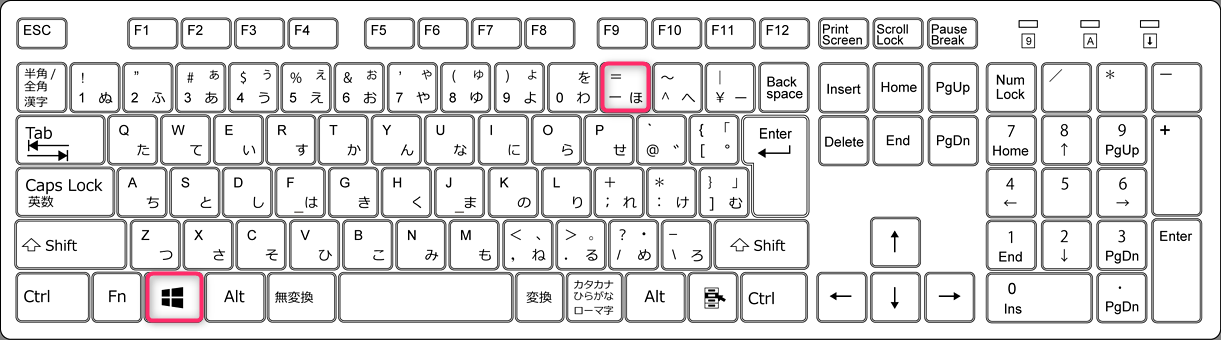 ESC F1 F2 F3 F4 F5 F6 F7 F8 F9 F10 F11 F12 Print Screen Scroll Lock Pause Break 9 A ↓
半角/全角 漢字 ! 1 ぬ " 2 ふ # ぁ 3 あ $ ぅ 4 う % ぇ 5 え & ぉ 6 お ' ゃ 7 や ( ゅ 8 ゆ ) ょ 9 よ を 0 わ = ー ほ ～ ^ へ | ¥ ー Back space Insert Home PgUp Num Lock ／ * －
Tab Q た W て E い R す T か Y ん U な I に O ら P せ ` @ ゛ { 「 [ ゜ Enter Delete End PgDn 7 Home 8 ↑ 9 PgUp +
Caps Lock 英数 A ち S と D し F _は G き H く J _ま K の L り + ; れ * : け } 」 ] む 4 ← 5 6 →
Shift Z つ X さ C そ V ひ B こ N み M も < 、 , ね > 。 . る ? ・ / め － \ ろ Shift ↑ 1 End 2 ↓ 3 PgDn Enter
Ctrl Fn Alt 無変換 変換 カタカナ ひらがな ローマ字 Alt Ctrl ← ↓ → 0 Ins . PgDn